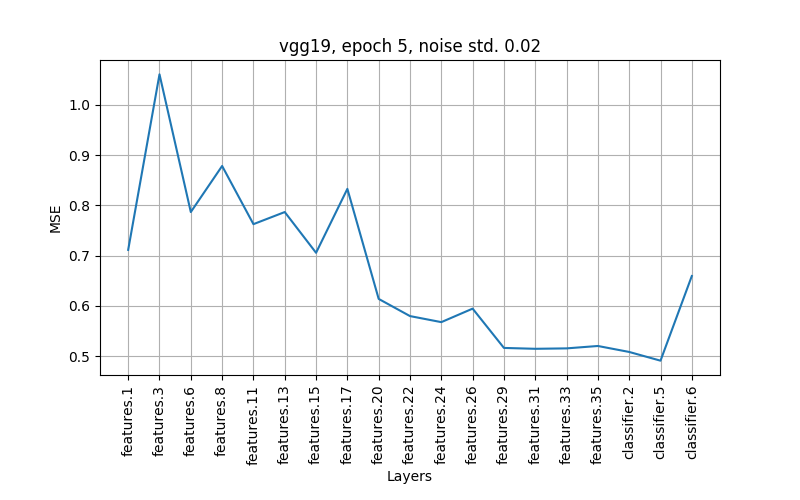 vgg19, epoch 5, noise std. 0.02
1.0
0.9
0.8
0.7
0.6
0.5
MSE
features.1
features.3
features.6
features.8
features.11
features.13
features.15
features.17
features.20
features.22
features.24
features.26
features.29
features.31
features.33
features.35
classifier.2
classifier.5
classifier.6
Layers